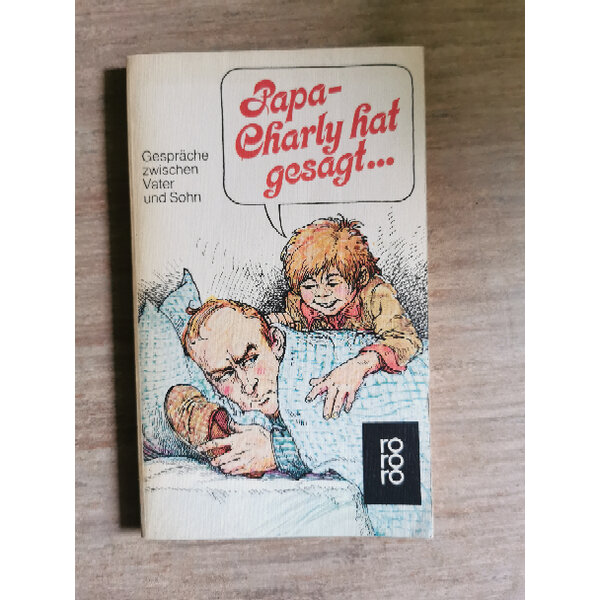 Papa-
Charly hat
gesagt...
Gespräche
zwischen
Vater
und Sohn
ro
ro
ro